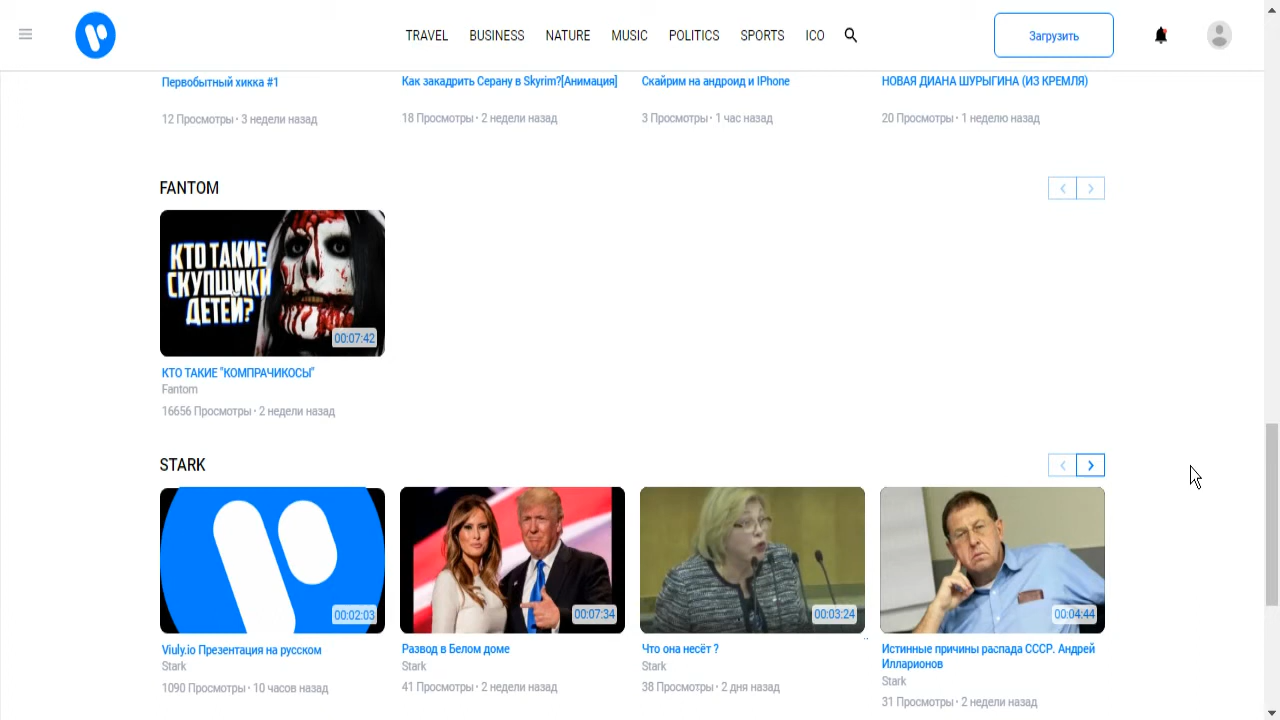 TRAVEL BUSINESS NATURE MUSIC POLITICS SPORTS ICO Загрузить
Первобытный хикка #1
12 Просмотры · 3 недели назад
Как закадрить Серану в Skyrim?[Анимация]
18 Просмотры · 2 недели назад
Скайрим на андроид и IPhone
3 Просмотры · 1 час назад
НОВАЯ ДИАНА ШУРЫГИНА (ИЗ КРЕМЛЯ)
20 Просмотры · 1 неделю назад
FANTOM
КТО ТАКИЕ
СКУПЩИКИ
ДЕТЕЙ?
00:07:42
КТО ТАКИЕ "КОМПРАЧИКОСЫ"
Fantom
16656 Просмотры · 2 недели назад
STARK
00:02:03
Viuly.io Презентация на русском
Stark
1090 Просмотры · 10 часов назад
00:07:34
Развод в Белом доме
Stark
41 Просмотры · 2 недели назад
00:03:24
Что она несёт ?
Stark
38 Просмотры · 2 дня назад
00:04:44
Истинные причины распада СССР. Андрей
Илларионов
Stark
31 Просмотры · 2 недели назад